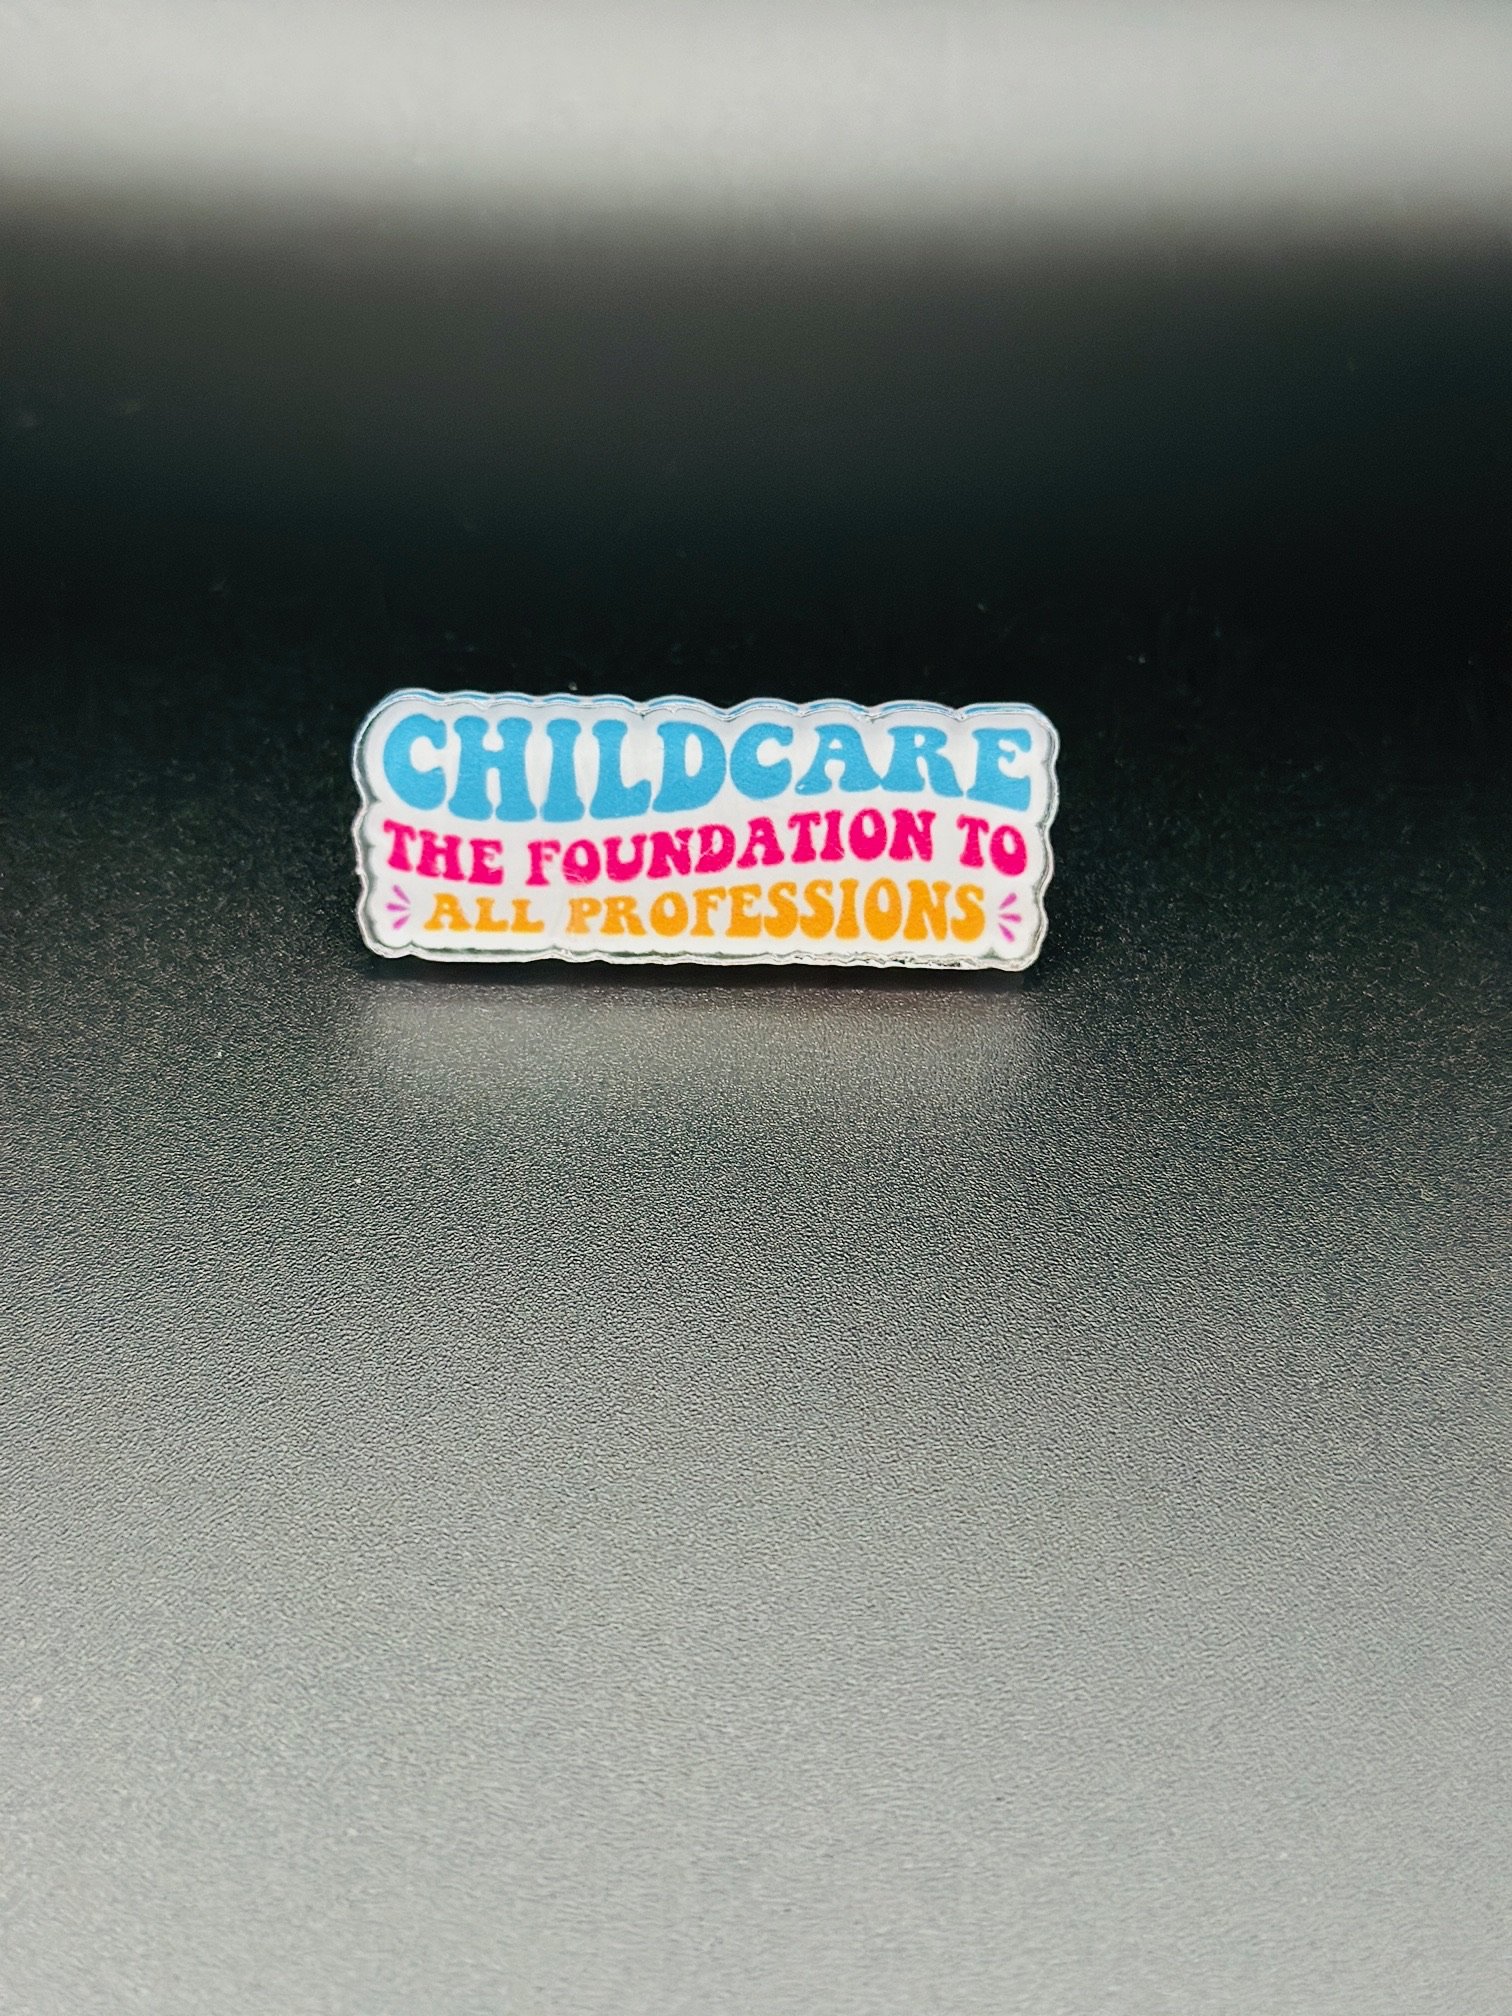 CHILDCARE
THE FOUNDATION TO
ALL PROFESSIONS